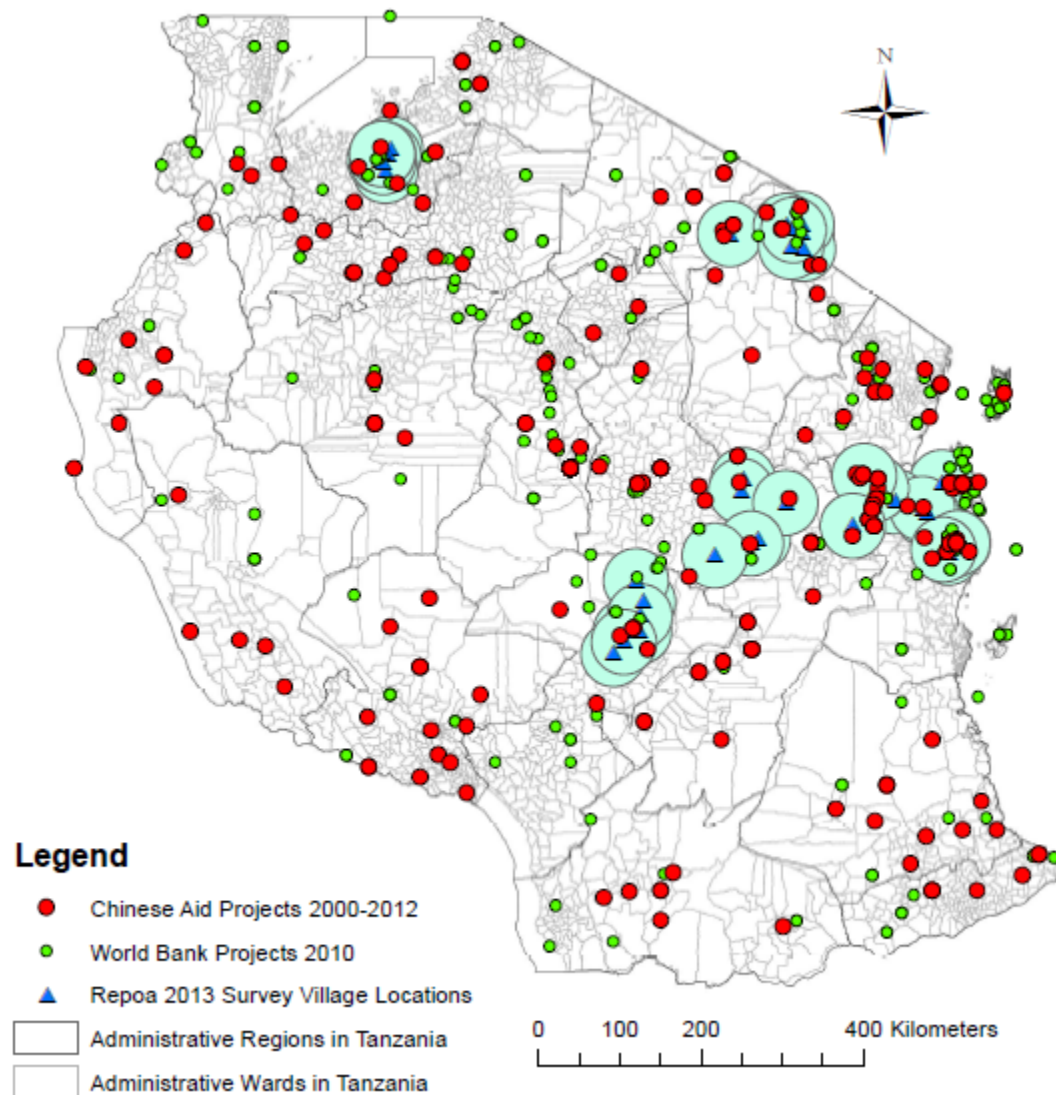 N
Legend
Chinese Aid Projects 2000-2012
World Bank Projects 2010
Repoa 2013 Survey Village Locations
Administrative Regions in Tanzania
Administrative Wards in Tanzania
0 100 200 400 Kilometers